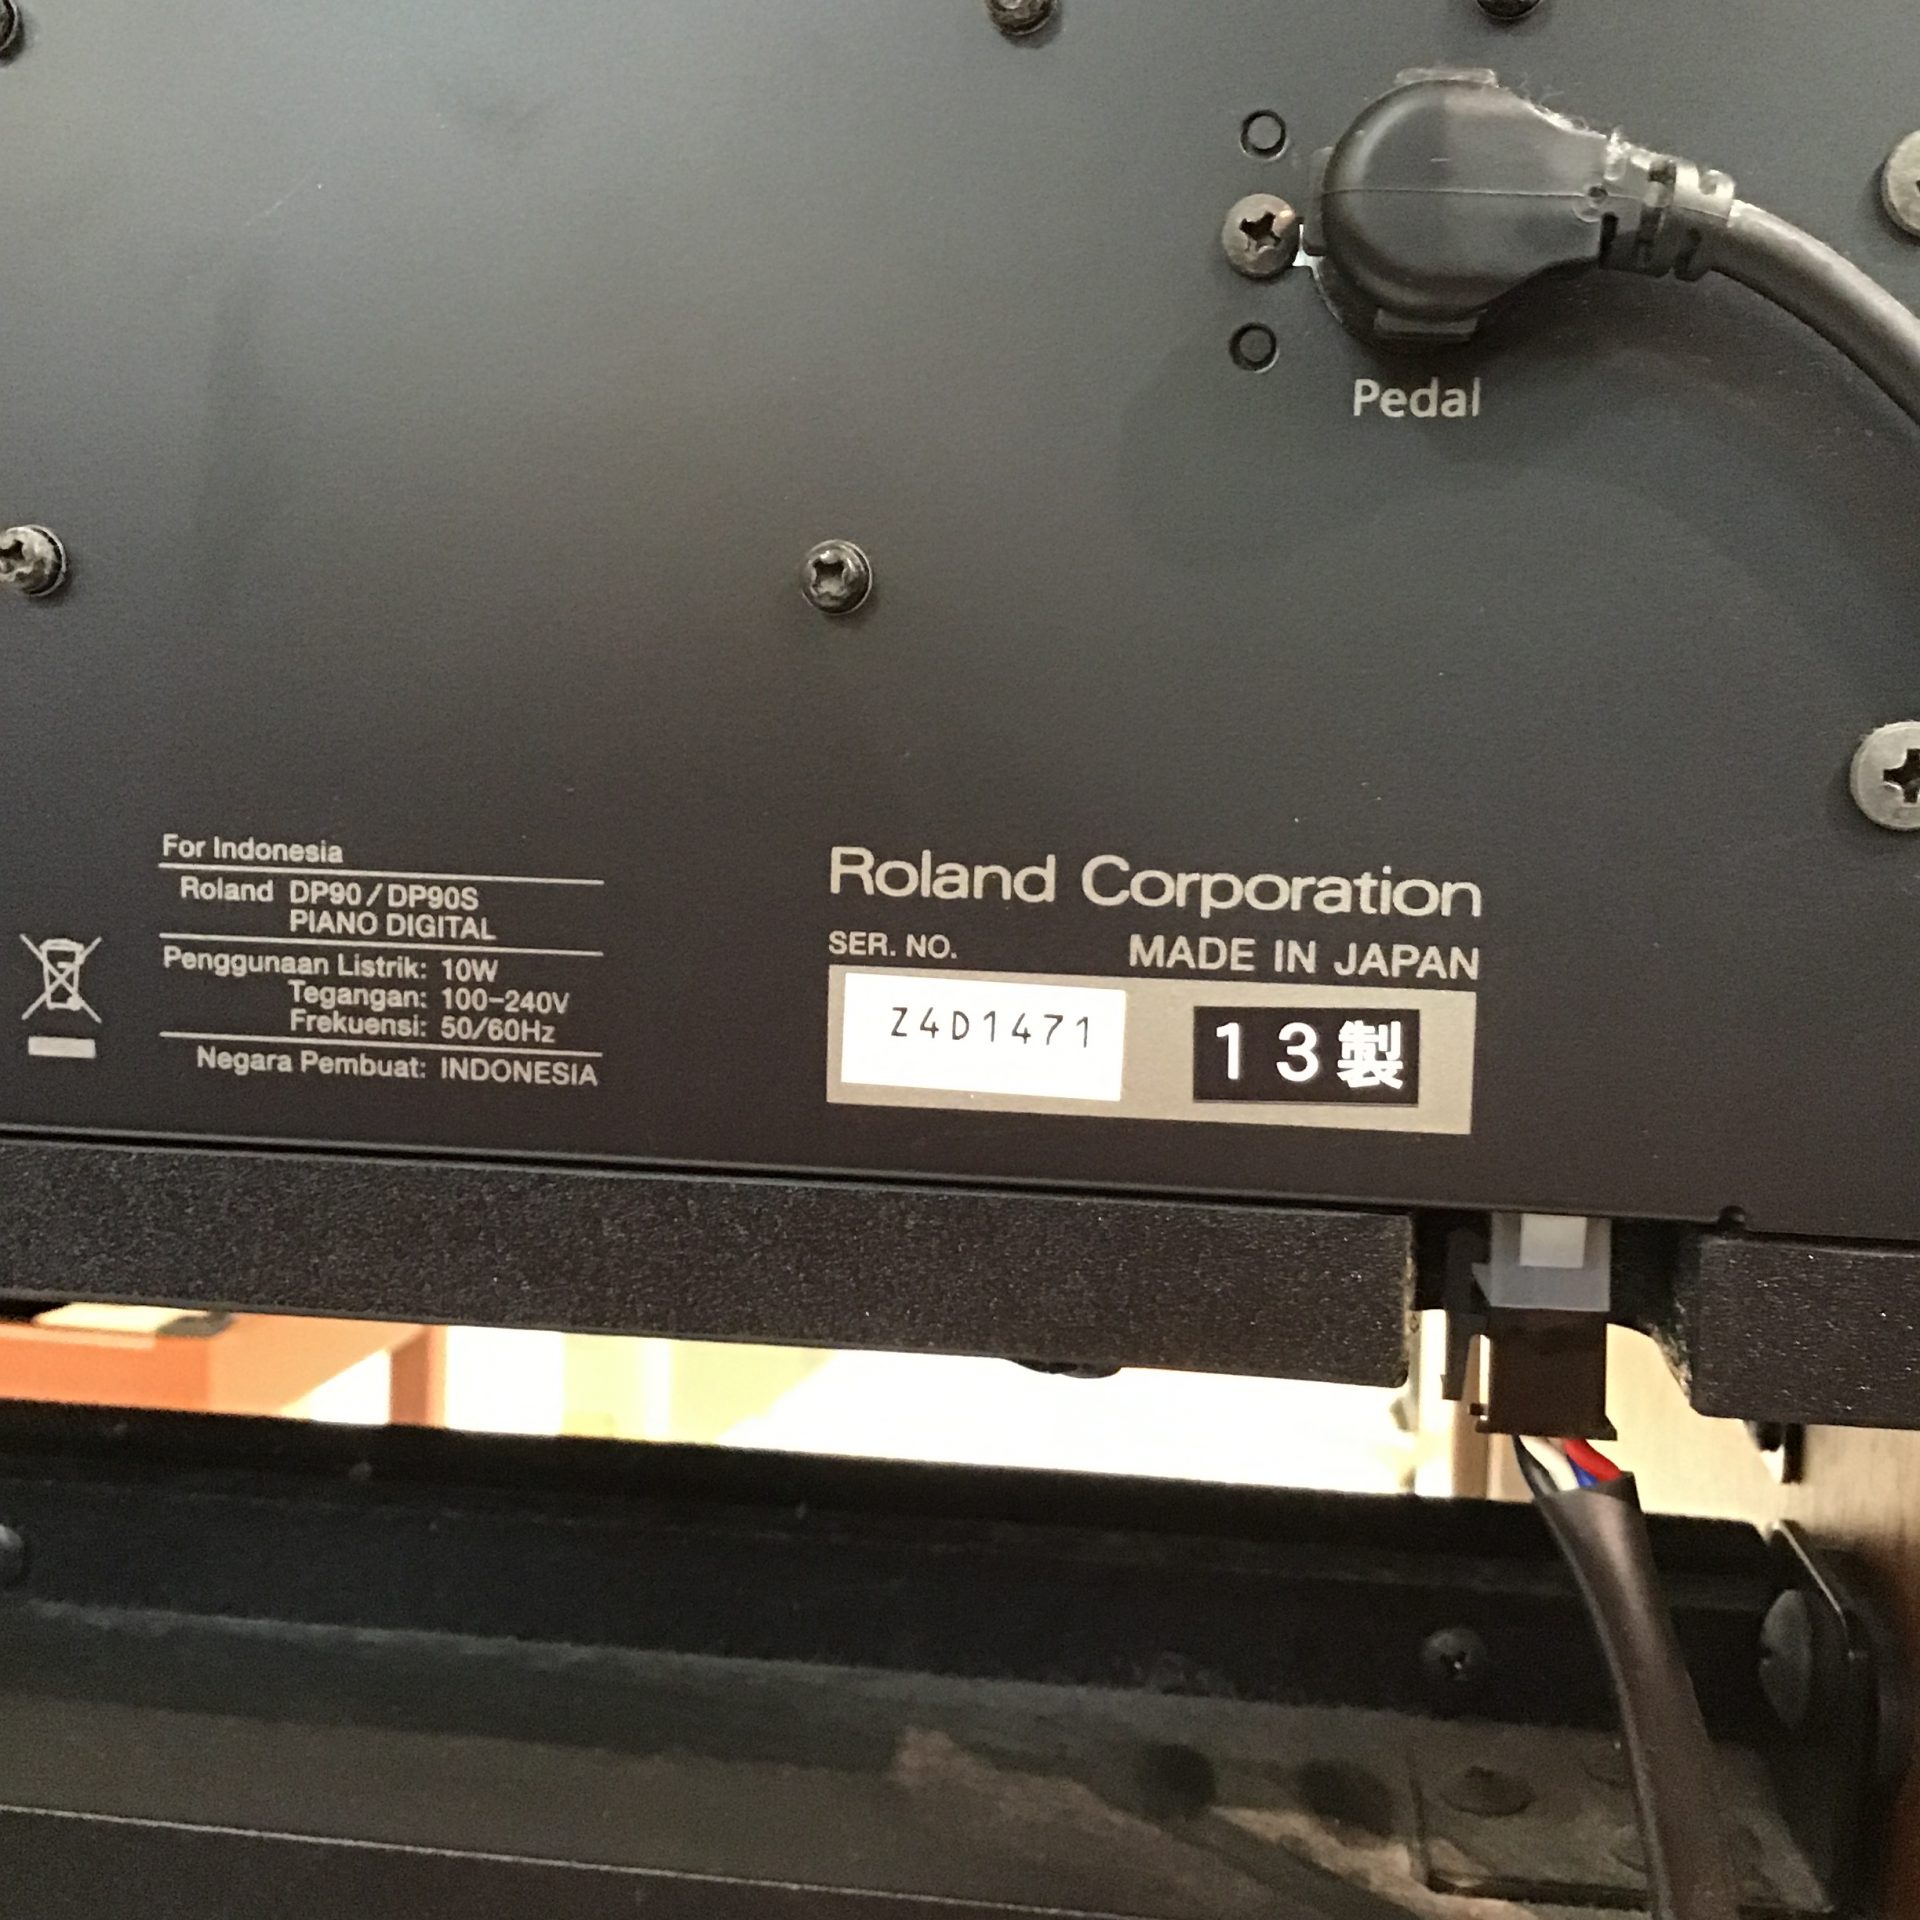 Pedal
For Indonesia
Roland DP90 / DP90S
PIANO DIGITAL
Penggunaan Listrik: 10W
Tegangan: 100-240V
Frekuensi: 50/60Hz
Negara Pembuat: INDONESIA
Roland Corporation
SER. NO. MADE IN JAPAN
Z4D1471 13製